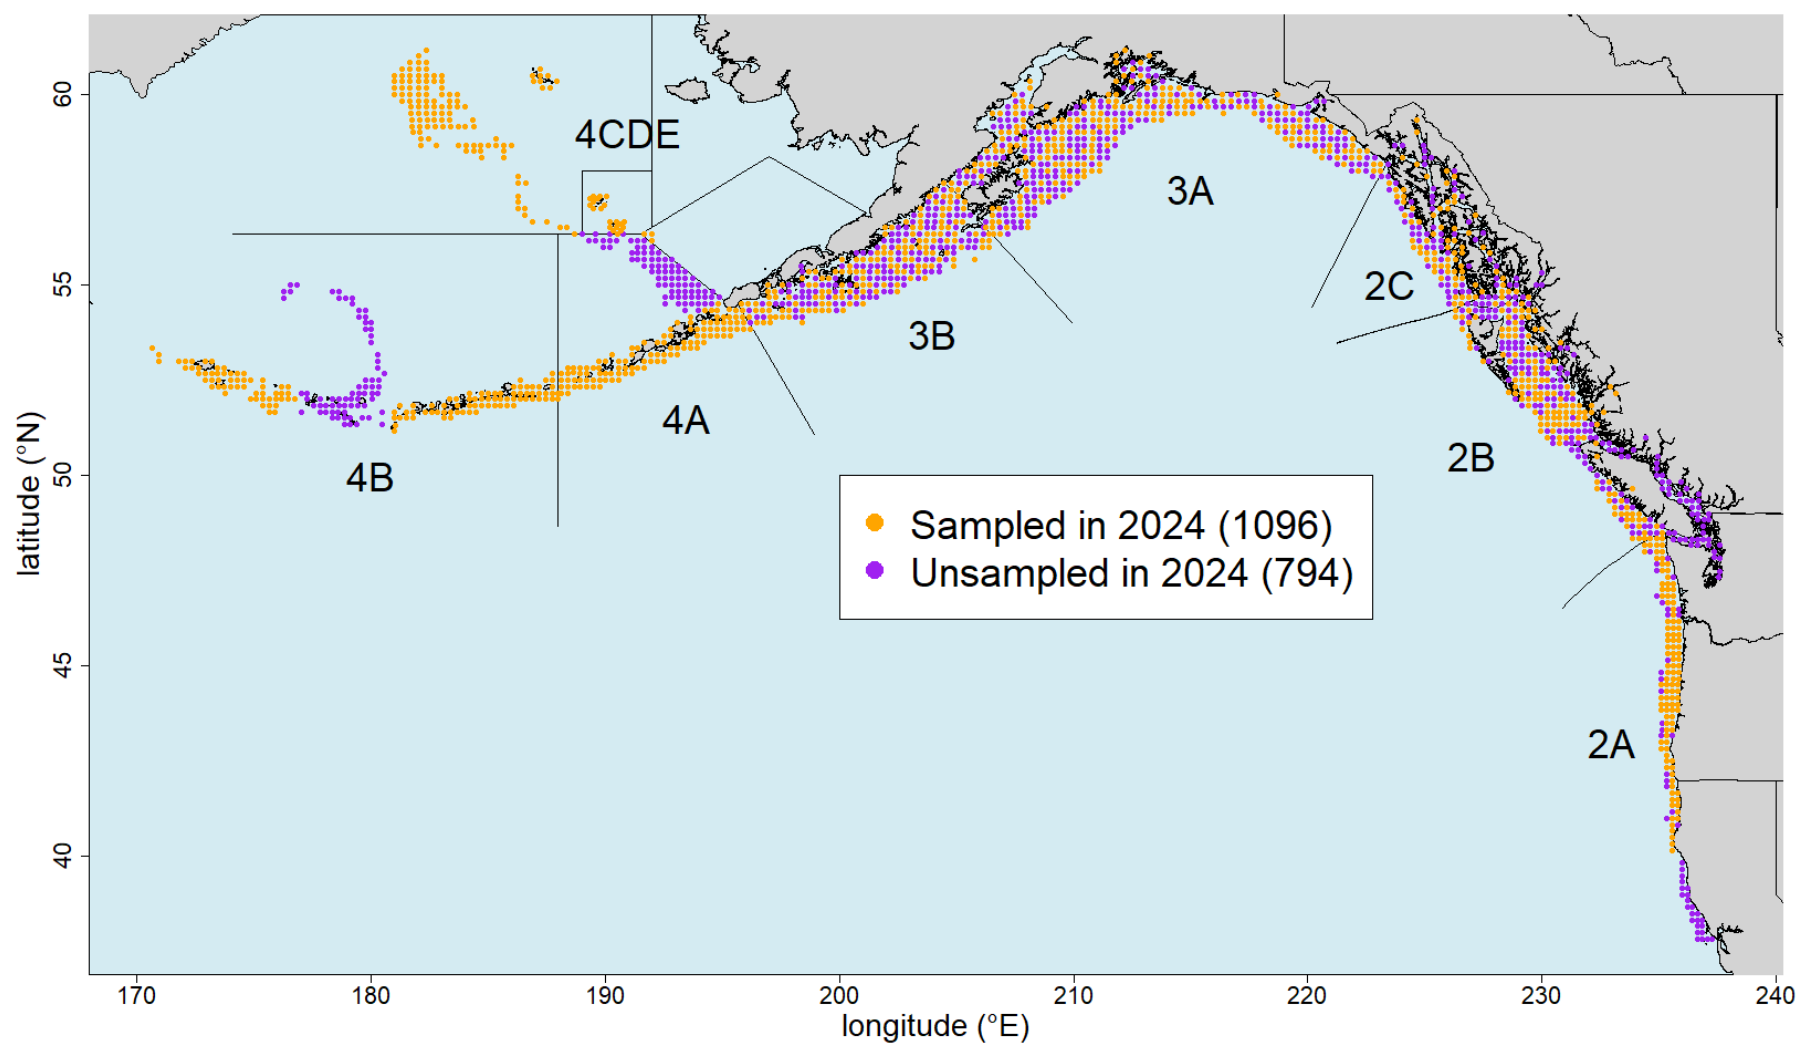 60
55
50
45
40
latitude (°N)
4CDE
3A
2C
3B
4A
2B
4B
Sampled in 2024 (1096)
Unsampled in 2024 (794)
2A
170
180
190
200
210
220
230
240
longitude (°E)